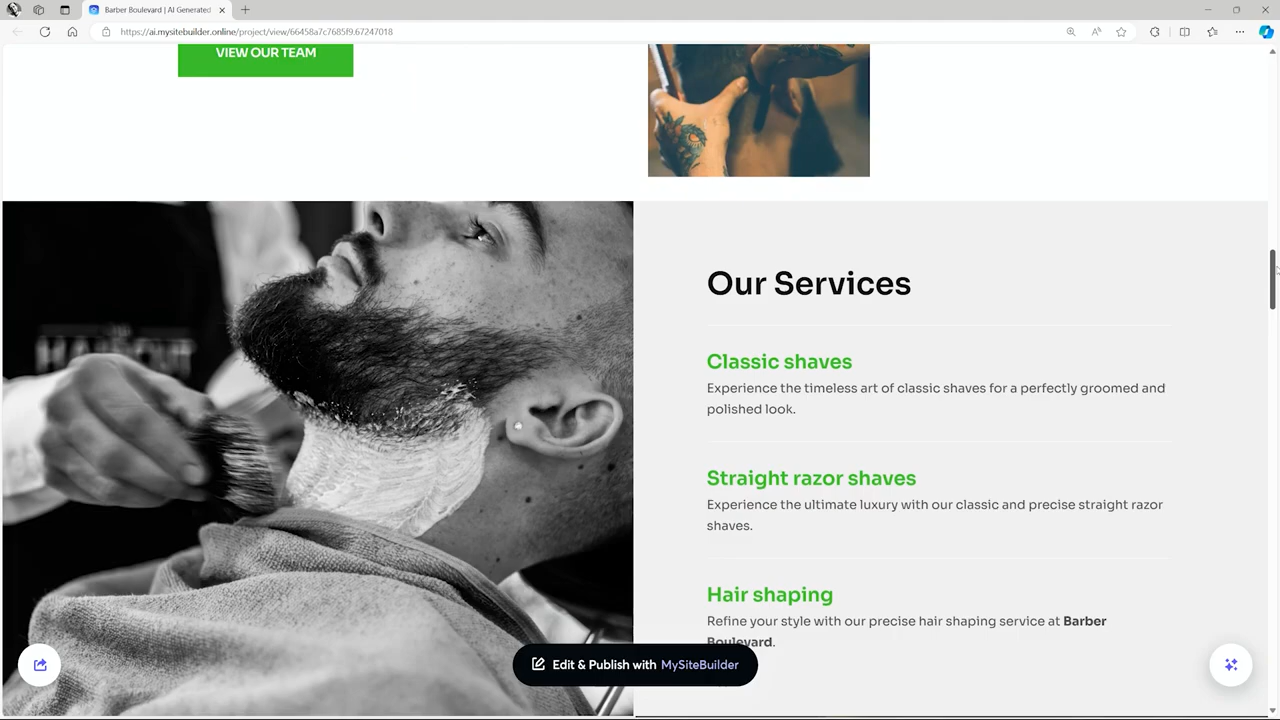 Barber Boulevard | AI Generated
https://ai.mysitebuilder.online/project/view/66458a7c7685f9.67247018
VIEW OUR TEAM
Our Services
Classic shaves
Experience the timeless art of classic shaves for a perfectly groomed and
polished look.
Straight razor shaves
Experience the ultimate luxury with our classic and precise straight razor
shaves.
Hair shaping
Refine your style with our precise hair shaping service at Barber
Boulevard.
Edit & Publish with MySiteBuilder